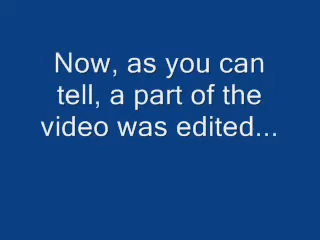 Now, as you can
tell, a part of the
video was edited...